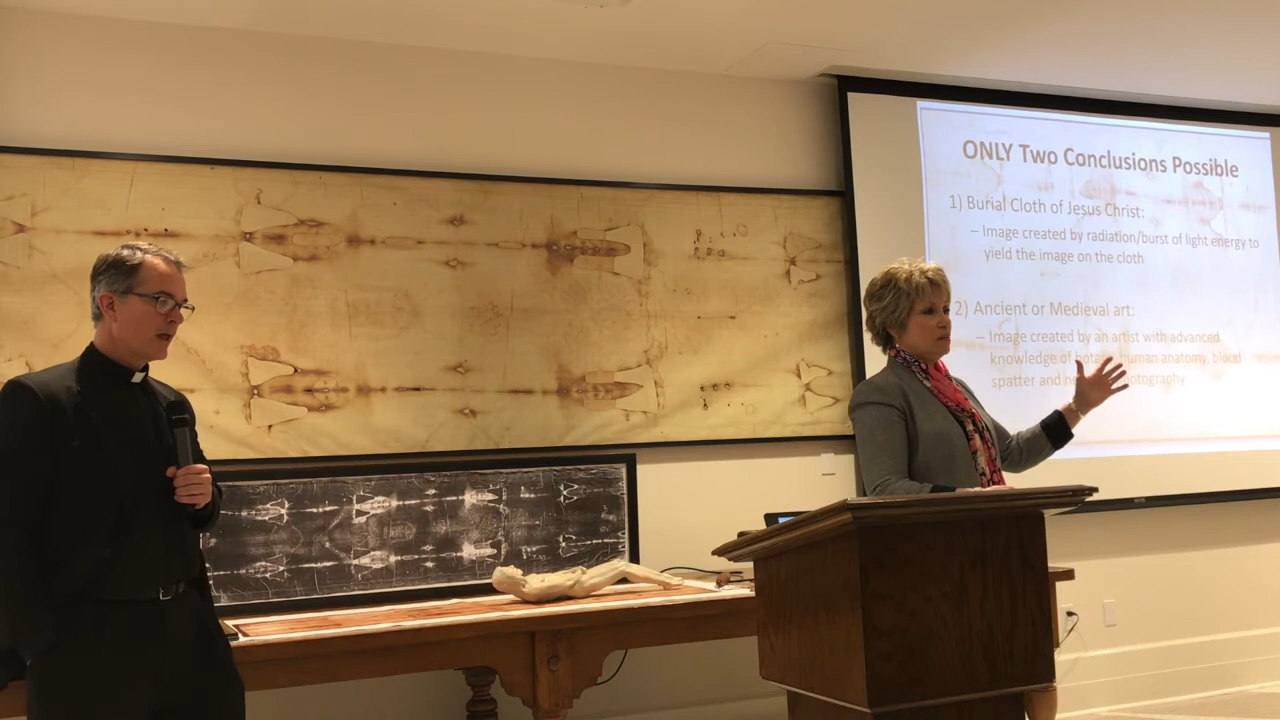 ONLY Two Conclusions Possible
1) Burial Cloth of Jesus Christ:
– Image created by radiation/burst of light energy to
yield the image on the cloth
2) Ancient or Medieval art:
– Image created by an artist with advanced
knowledge of human anatomy, blood
spatter and